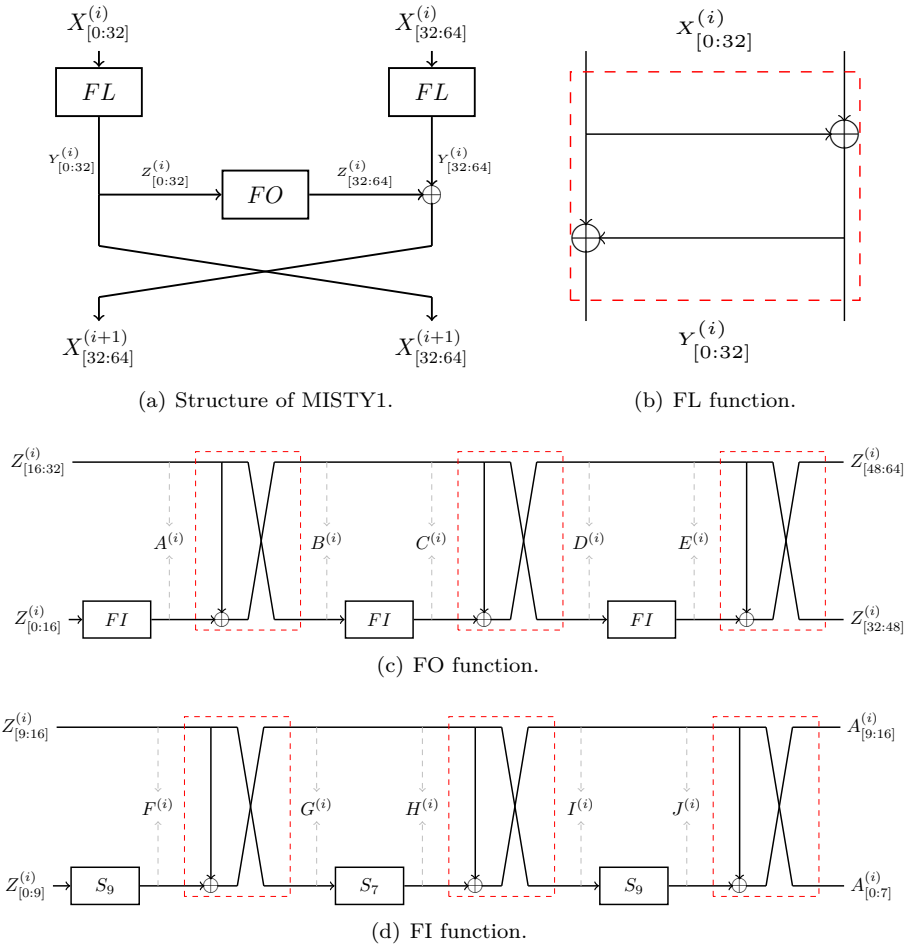 X^{(i)}_{[0:32]} X^{(i)}_{[32:64]}
FL FL
Y^{(i)}_{[0:32]} Z^{(i)}_{[0:32]} FO Z^{(i)}_{[32:64]} Y^{(i)}_{[32:64]}
X^{(i+1)}_{[32:64]} X^{(i+1)}_{[32:64]}
(a) Structure of MISTY1.
X^{(i)}_{[0:32]}
Y^{(i)}_{[0:32]}
(b) FL function.
Z^{(i)}_{[16:32]} Z^{(i)}_{[48:64]}
A^{(i)} B^{(i)} C^{(i)} D^{(i)} E^{(i)}
Z^{(i)}_{[0:16]} FI FI FI Z^{(i)}_{[32:48]}
(c) FO function.
Z^{(i)}_{[9:16]} A^{(i)}_{[9:16]}
F^{(i)} G^{(i)} H^{(i)} I^{(i)} J^{(i)}
Z^{(i)}_{[0:9]} S_9 S_7 S_9 A^{(i)}_{[0:7]}
(d) FI function.